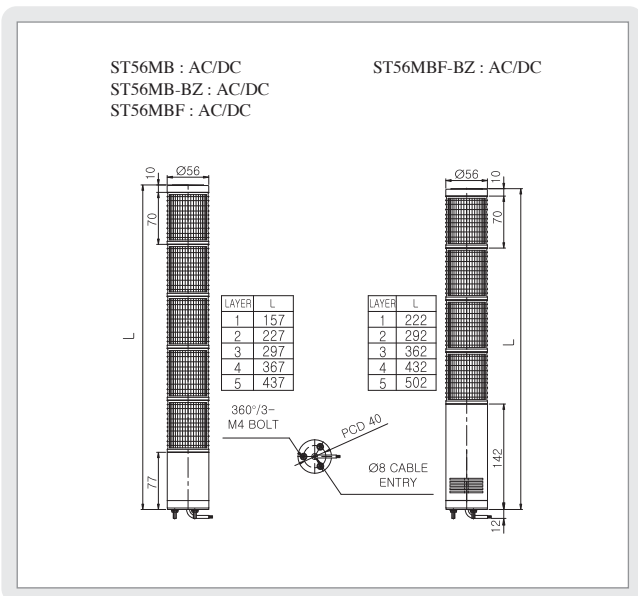 ST56MB : AC/DC
ST56MB-BZ : AC/DC
ST56MBF : AC/DC
ST56MBF-BZ : AC/DC
10
Ø56
70
L
77
LAYER L
1 157
2 227
3 297
4 367
5 437
360°/3-
M4 BOLT
PCD 40
Ø8 CABLE
ENTRY
LAYER L
1 222
2 292
3 362
4 432
5 502
Ø56
10
70
L
142
12